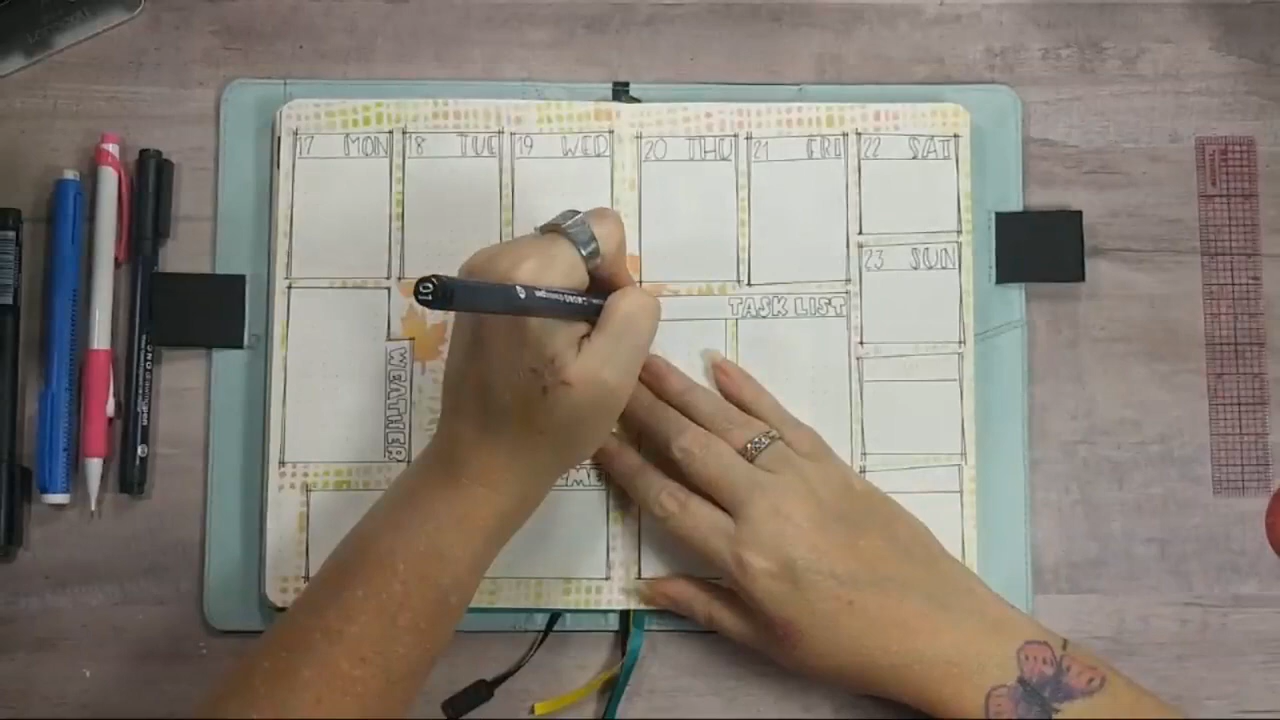 17 MON
18 TUE
19 WED
20 THU
21 FRI
22 SAT
23 SUN
TASK LIST
WEATHER
01